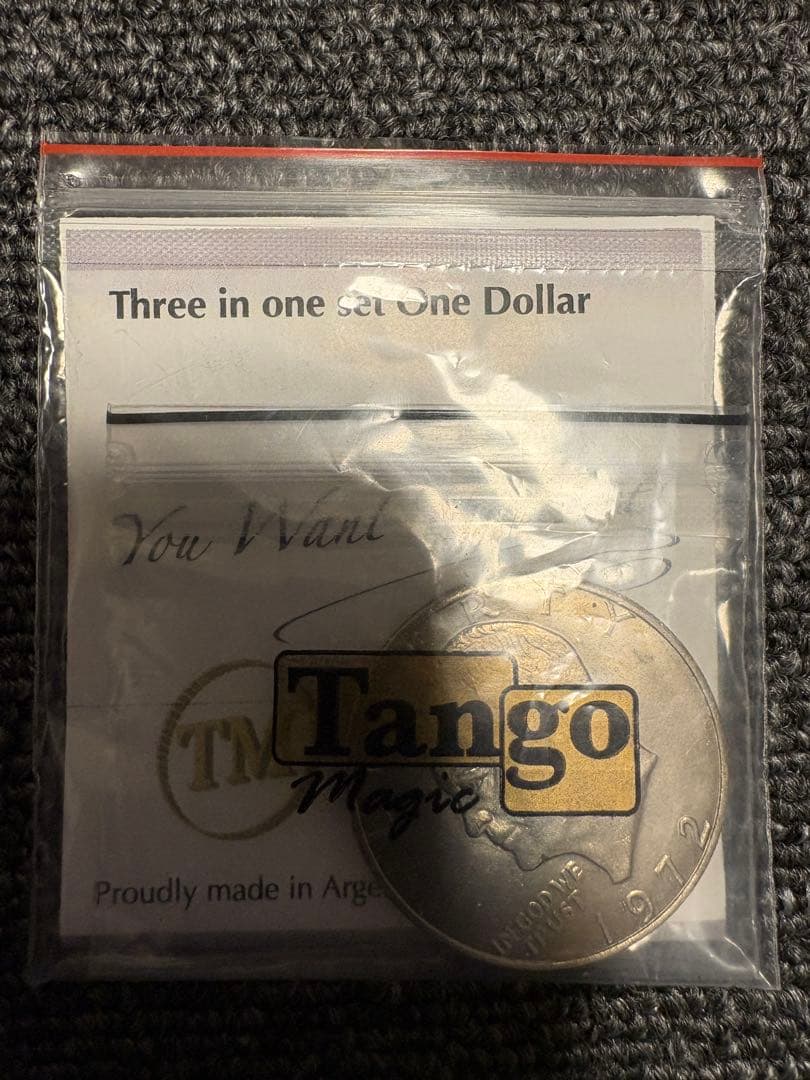 Three in one set One Dollar
You Want
Tango
TM
Magic
Proudly made in Arge
IN GOD WE
TRUST
1972